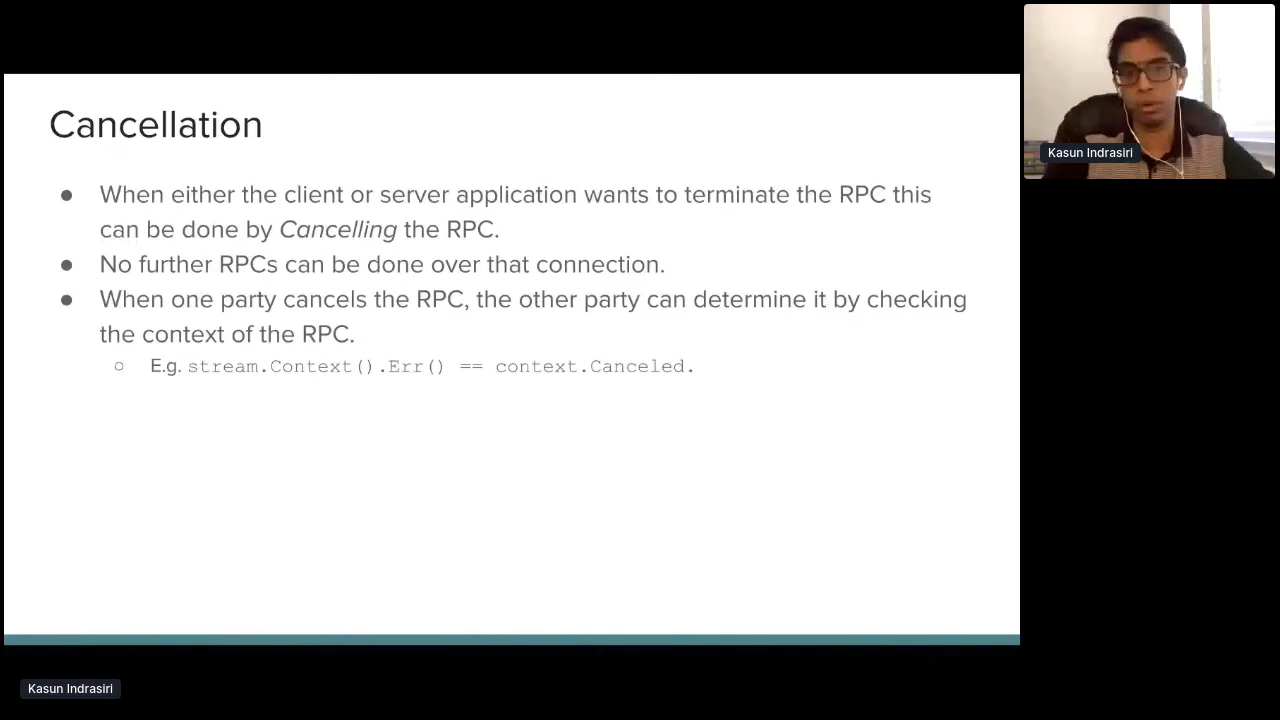 Cancellation
● When either the client or server application wants to terminate the RPC this
can be done by Cancelling the RPC.
● No further RPCs can be done over that connection.
● When one party cancels the RPC, the other party can determine it by checking
the context of the RPC.
○ E.g. stream.Context().Err() == context.Canceled.
Kasun Indrasiri
Kasun Indrasiri